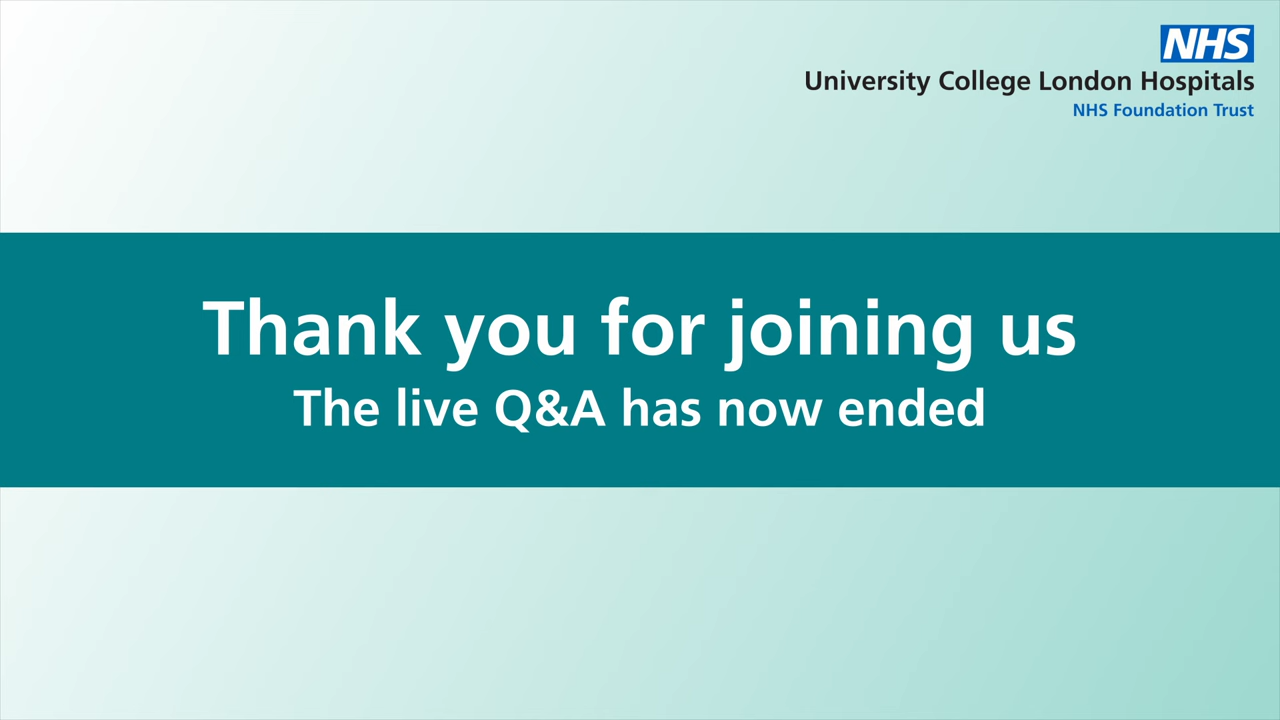 NHS
University College London Hospitals
NHS Foundation Trust
Thank you for joining us
The live Q&A has now ended